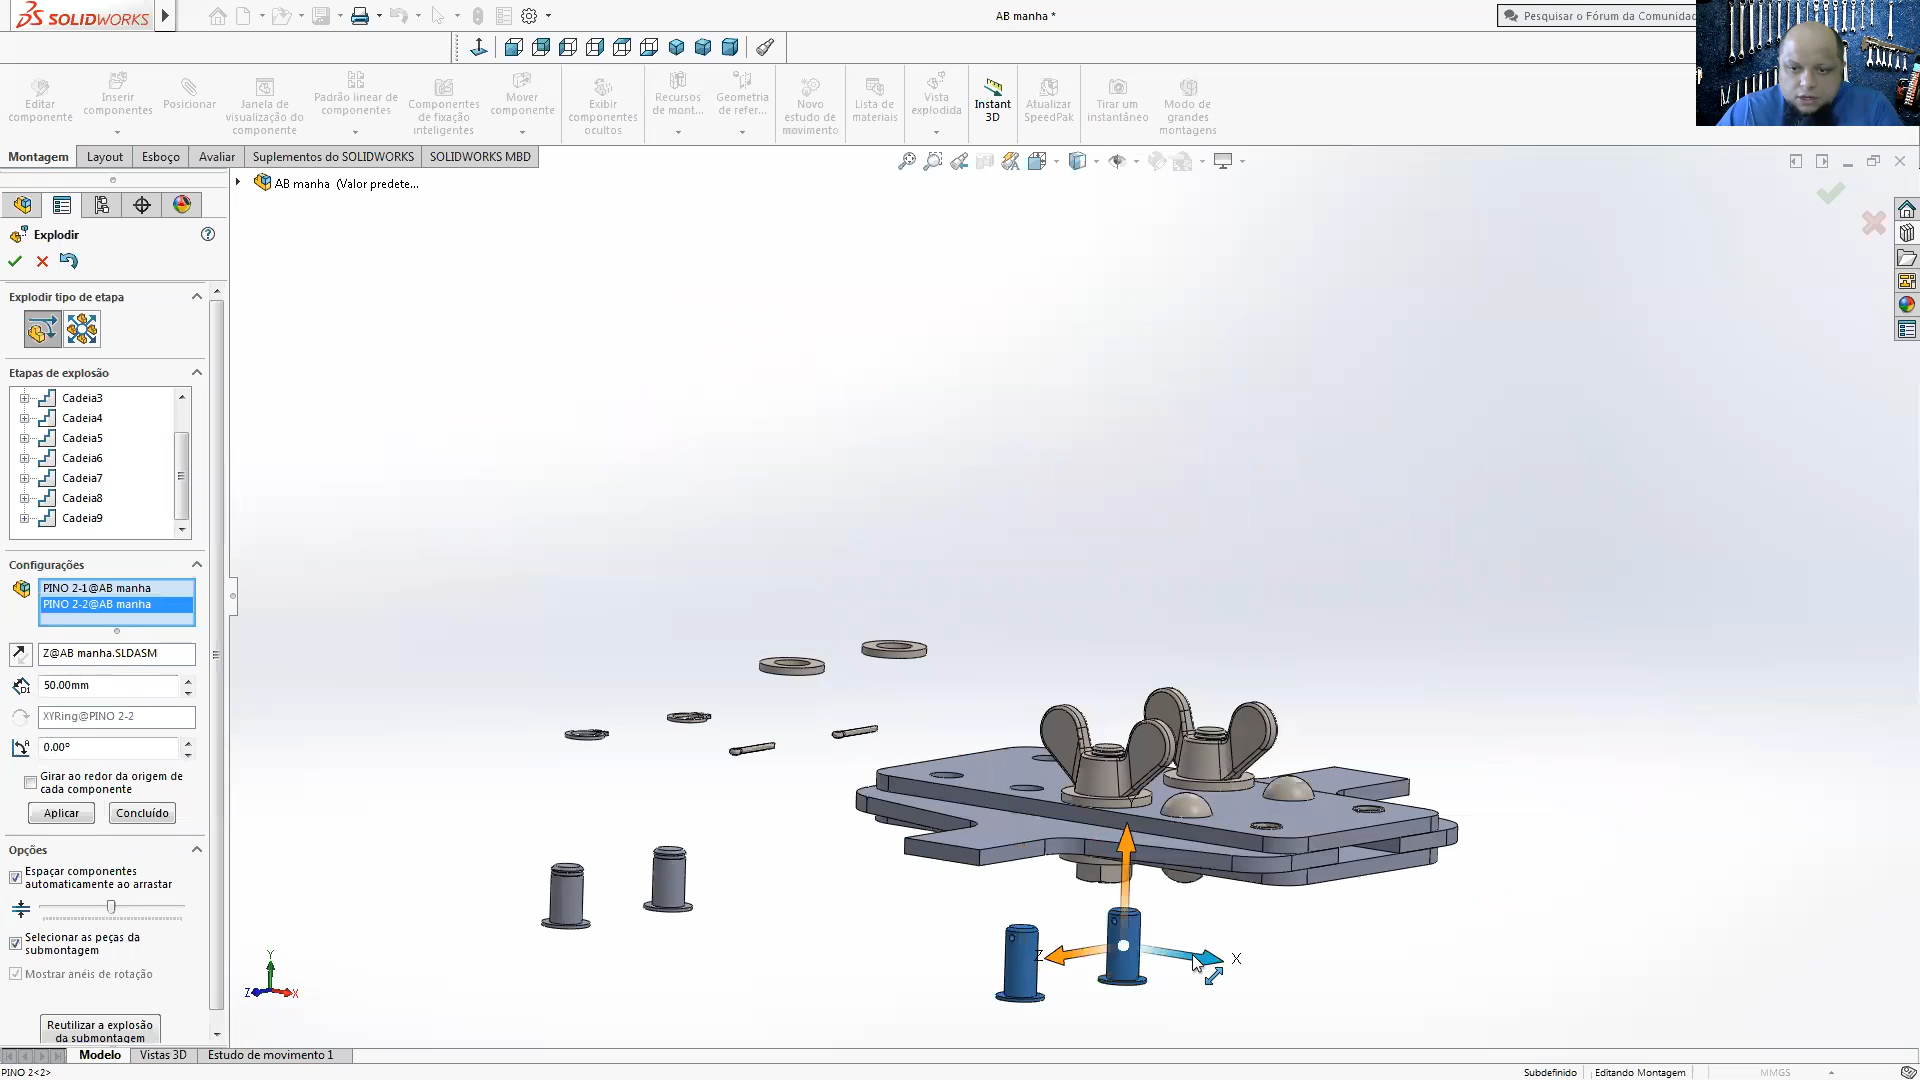 SOLIDWORKS
AB manha *
Pesquisar o Fórum da Comunidad
Editar componente
Inserir componentes
Posicionar
Janela de visualização do componente
Padrão linear de componentes
Componentes de fixação inteligentes
Mover componente
Exibir componentes ocultos
Recursos de mont...
Geometria de refer...
Novo estudo de movimento
Lista de materiais
Vista explodida
Instant 3D
Atualizar SpeedPak
Tirar um instantâneo
Modo de grandes montagens
Montagem
Layout
Esboço
Avaliar
Suplementos do SOLIDWORKS
SOLIDWORKS MBD
AB manha (Valor predete...
Explodir
Explodir tipo de etapa
Etapas de explosão
Cadeia3
Cadeia4
Cadeia5
Cadeia6
Cadeia7
Cadeia8
Cadeia9
Configurações
PINO 2-1@AB manha
PINO 2-2@AB manha
Z@AB manha.SLDASM
50.00mm
XYRing@PINO 2-2
0.00°
Girar ao redor da origem de
cada componente
Aplicar
Concluído
Opções
Espaçar componentes
automaticamente ao arrastar
Selecionar as peças da
submontagem
Mostrar anéis de rotação
Reutilizar a explosão
da submontagem
Z
X
Y
Z
X
Modelo
Vistas 3D
Estudo de movimento 1
PINO 2<2>
Subdefinido
Editando Montagem
MMGS